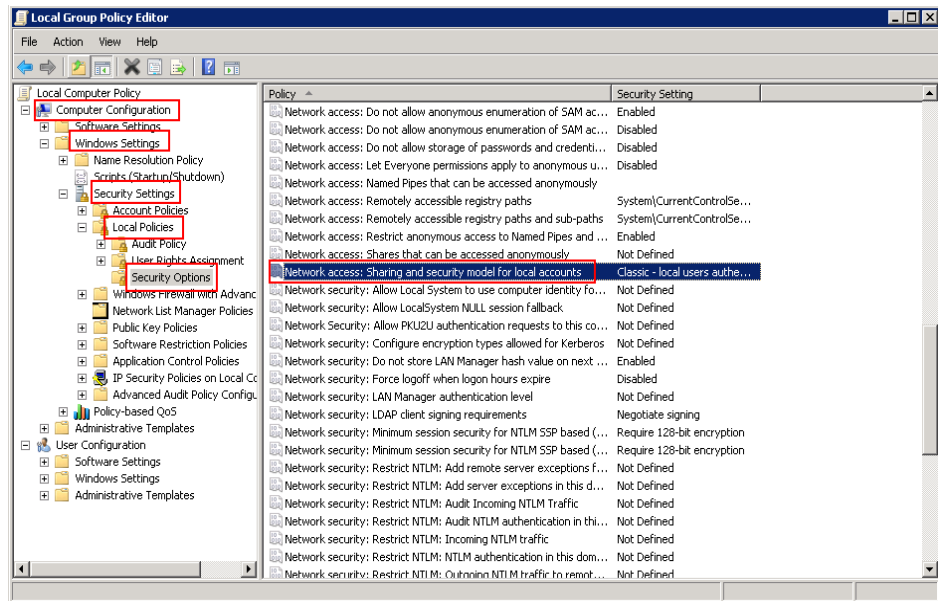 Local Group Policy Editor
File Action View Help
Local Computer Policy
Computer Configuration
Software Settings
Windows Settings
Name Resolution Policy
Scripts (Startup/Shutdown)
Security Settings
Account Policies
Local Policies
Audit Policy
User Rights Assignment
Security Options
Windows Firewall with Advanc
Network List Manager Policies
Public Key Policies
Software Restriction Policies
Application Control Policies
IP Security Policies on Local Co
Advanced Audit Policy Configu
Policy-based QoS
Administrative Templates
User Configuration
Software Settings
Windows Settings
Administrative Templates
Policy Security Setting
Network access: Do not allow anonymous enumeration of SAM ac... Enabled
Network access: Do not allow anonymous enumeration of SAM ac... Disabled
Network access: Do not allow storage of passwords and credenti... Disabled
Network access: Let Everyone permissions apply to anonymous u... Disabled
Network access: Named Pipes that can be accessed anonymously
Network access: Remotely accessible registry paths System\CurrentControlSe...
Network access: Remotely accessible registry paths and sub-paths System\CurrentControlSe...
Network access: Restrict anonymous access to Named Pipes and ... Enabled
Network access: Shares that can be accessed anonymously Not Defined
Network access: Sharing and security model for local accounts Classic - local users authe...
Network security: Allow Local System to use computer identity fo... Not Defined
Network security: Allow LocalSystem NULL session fallback Not Defined
Network Security: Allow PKU2U authentication requests to this co... Not Defined
Network security: Configure encryption types allowed for Kerberos Not Defined
Network security: Do not store LAN Manager hash value on next ... Enabled
Network security: Force logoff when logon hours expire Disabled
Network security: LAN Manager authentication level Not Defined
Network security: LDAP client signing requirements Negotiate signing
Network security: Minimum session security for NTLM SSP based (... Require 128-bit encryption
Network security: Minimum session security for NTLM SSP based (... Require 128-bit encryption
Network security: Restrict NTLM: Add remote server exceptions f... Not Defined
Network security: Restrict NTLM: Add server exceptions in this d... Not Defined
Network security: Restrict NTLM: Audit Incoming NTLM Traffic Not Defined
Network security: Restrict NTLM: Audit NTLM authentication in thi... Not Defined
Network security: Restrict NTLM: Incoming NTLM traffic Not Defined
Network security: Restrict NTLM: NTLM authentication in this dom... Not Defined
Network security: Restrict NTLM: Outgoing NTLM traffic to remot... Not Defined